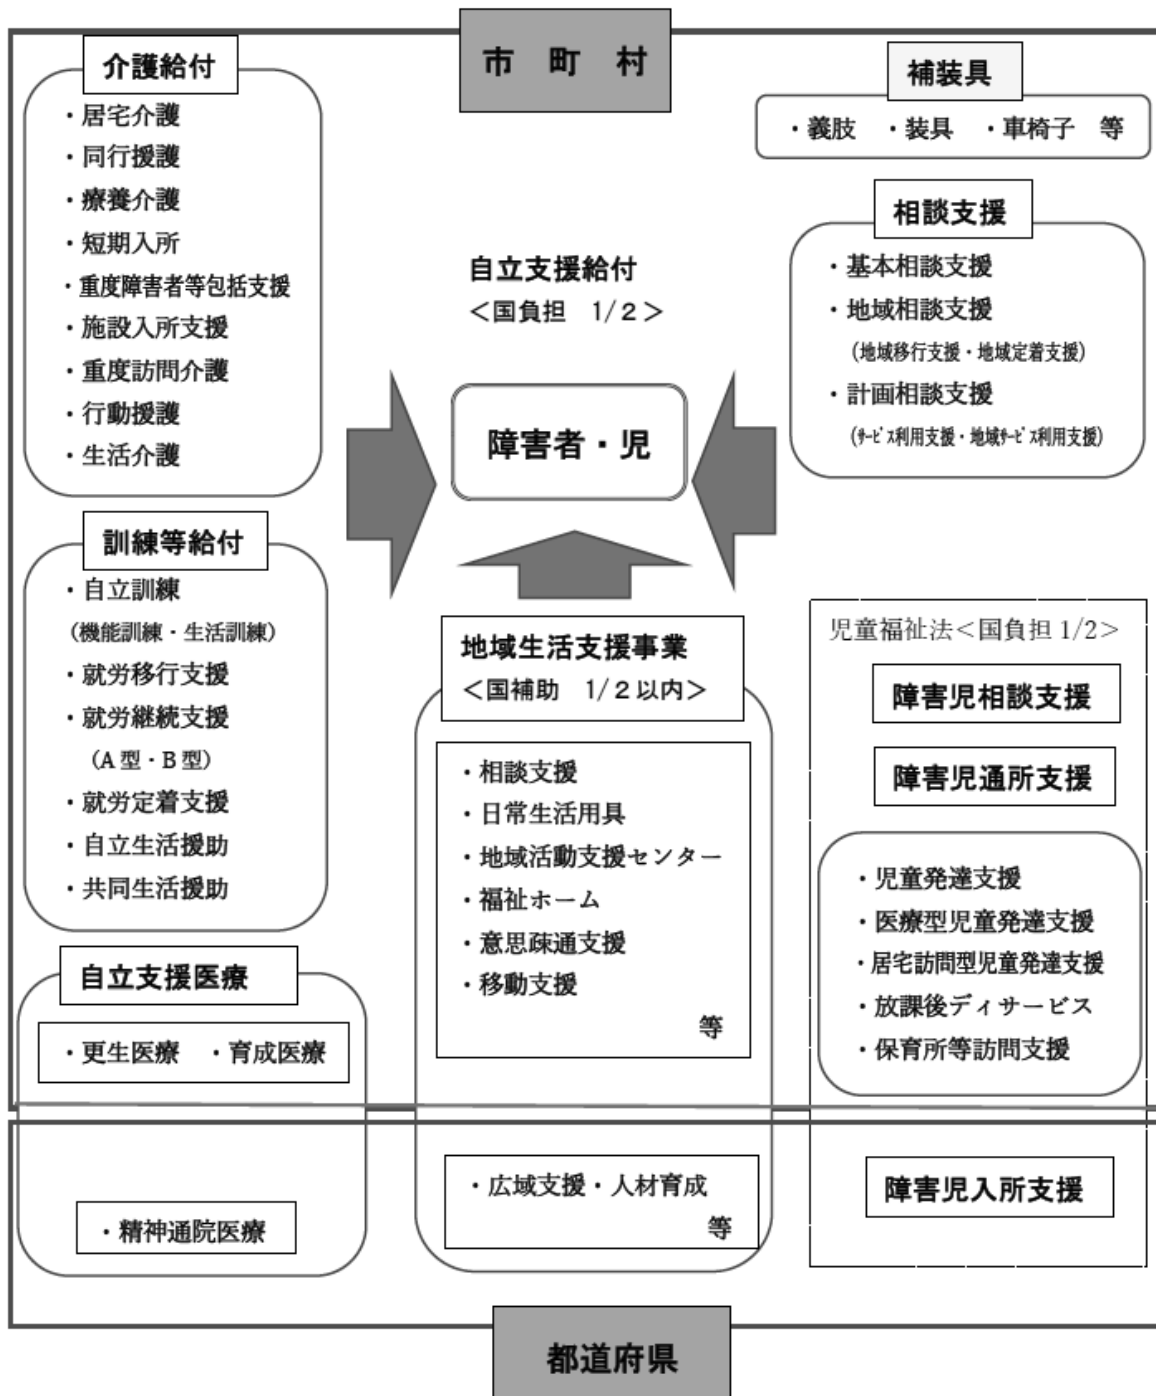 市　町　村
介護給付
・居宅介護
・同行援護
・療養介護
・短期入所
・重度障害者等包括支援
・施設入所支援
・重度訪問介護
・行動援護
・生活介護
訓練等給付
・自立訓練
（機能訓練・生活訓練）
・就労移行支援
・就労継続支援
（A 型・B 型）
・就労定着支援
・自立生活援助
・共同生活援助
自立支援医療
・更生医療　・育成医療
・精神通院医療
自立支援給付
＜国負担　1/２＞
障害者・児
地域生活支援事業
＜国補助　1/２以内＞
・相談支援
・日常生活用具
・地域活動支援センター
・福祉ホーム
・意思疎通支援
・移動支援
等
・広域支援・人材育成
等
補装具
・義肢　・装具　・車椅子　等
相談支援
・基本相談支援
・地域相談支援
（地域移行支援・地域定着支援）
・計画相談支援
（ｻｰﾋﾞｽ利用支援・地域ｻｰﾋﾞｽ利用支援）
児童福祉法＜国負担 1/2＞
障害児相談支援
障害児通所支援
・児童発達支援
・医療型児童発達支援
・居宅訪問型児童発達支援
・放課後ディサービス
・保育所等訪問支援
障害児入所支援
都道府県